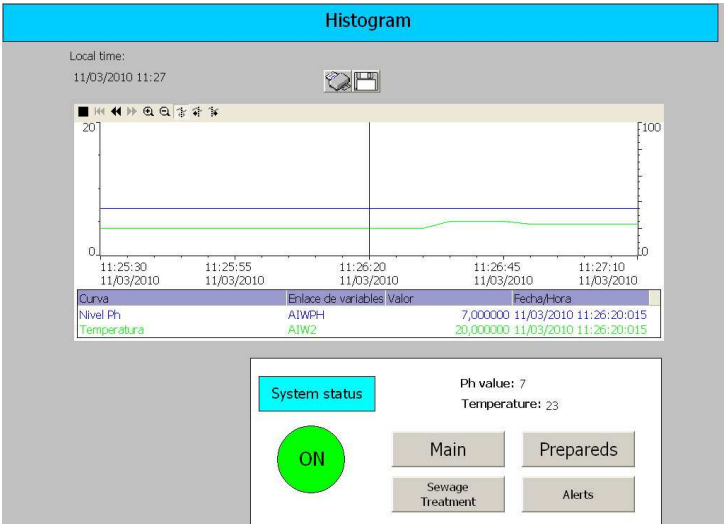 Histogram
Local time:
11/03/2010 11:27
20 100
0 0
11:25:30 11:25:55 11:26:20 11:26:45 11:27:10
11/03/2010 11/03/2010 11/03/2010 11/03/2010 11/03/2010
Curva Enlace de variables Valor Fecha/Hora
Nivel Ph AIWPH 7,000000 11/03/2010 11:26:20:015
Temperatura AIW2 20,000000 11/03/2010 11:26:20:015
System status
Ph value: 7
Temperature: 23
ON
Main Prepareds
Sewage Alerts
Treatment